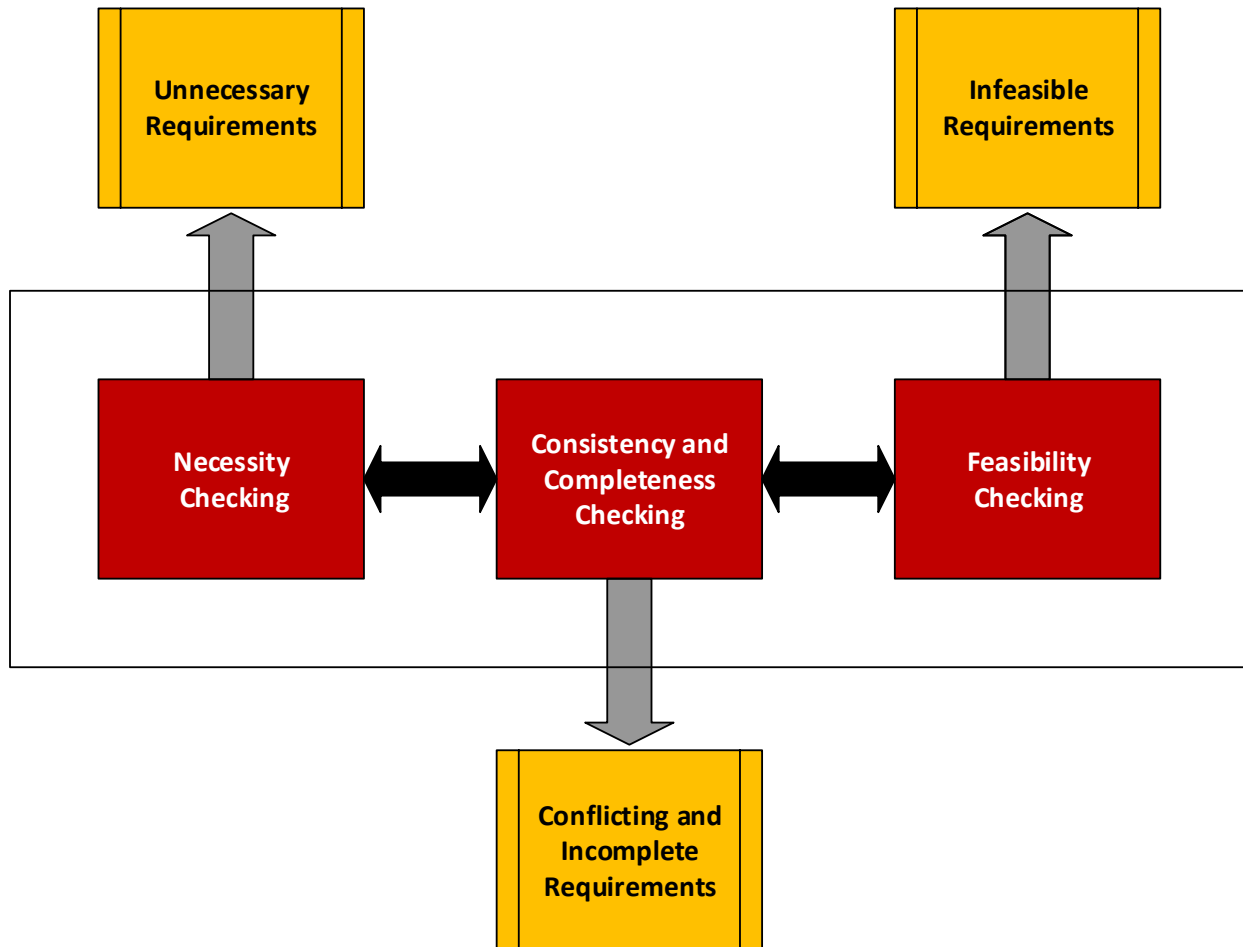 Unnecessary
Requirements
Infeasible
Requirements
Necessity
Checking
Consistency and
Completeness
Checking
Feasibility
Checking
Conflicting and
Incomplete
Requirements